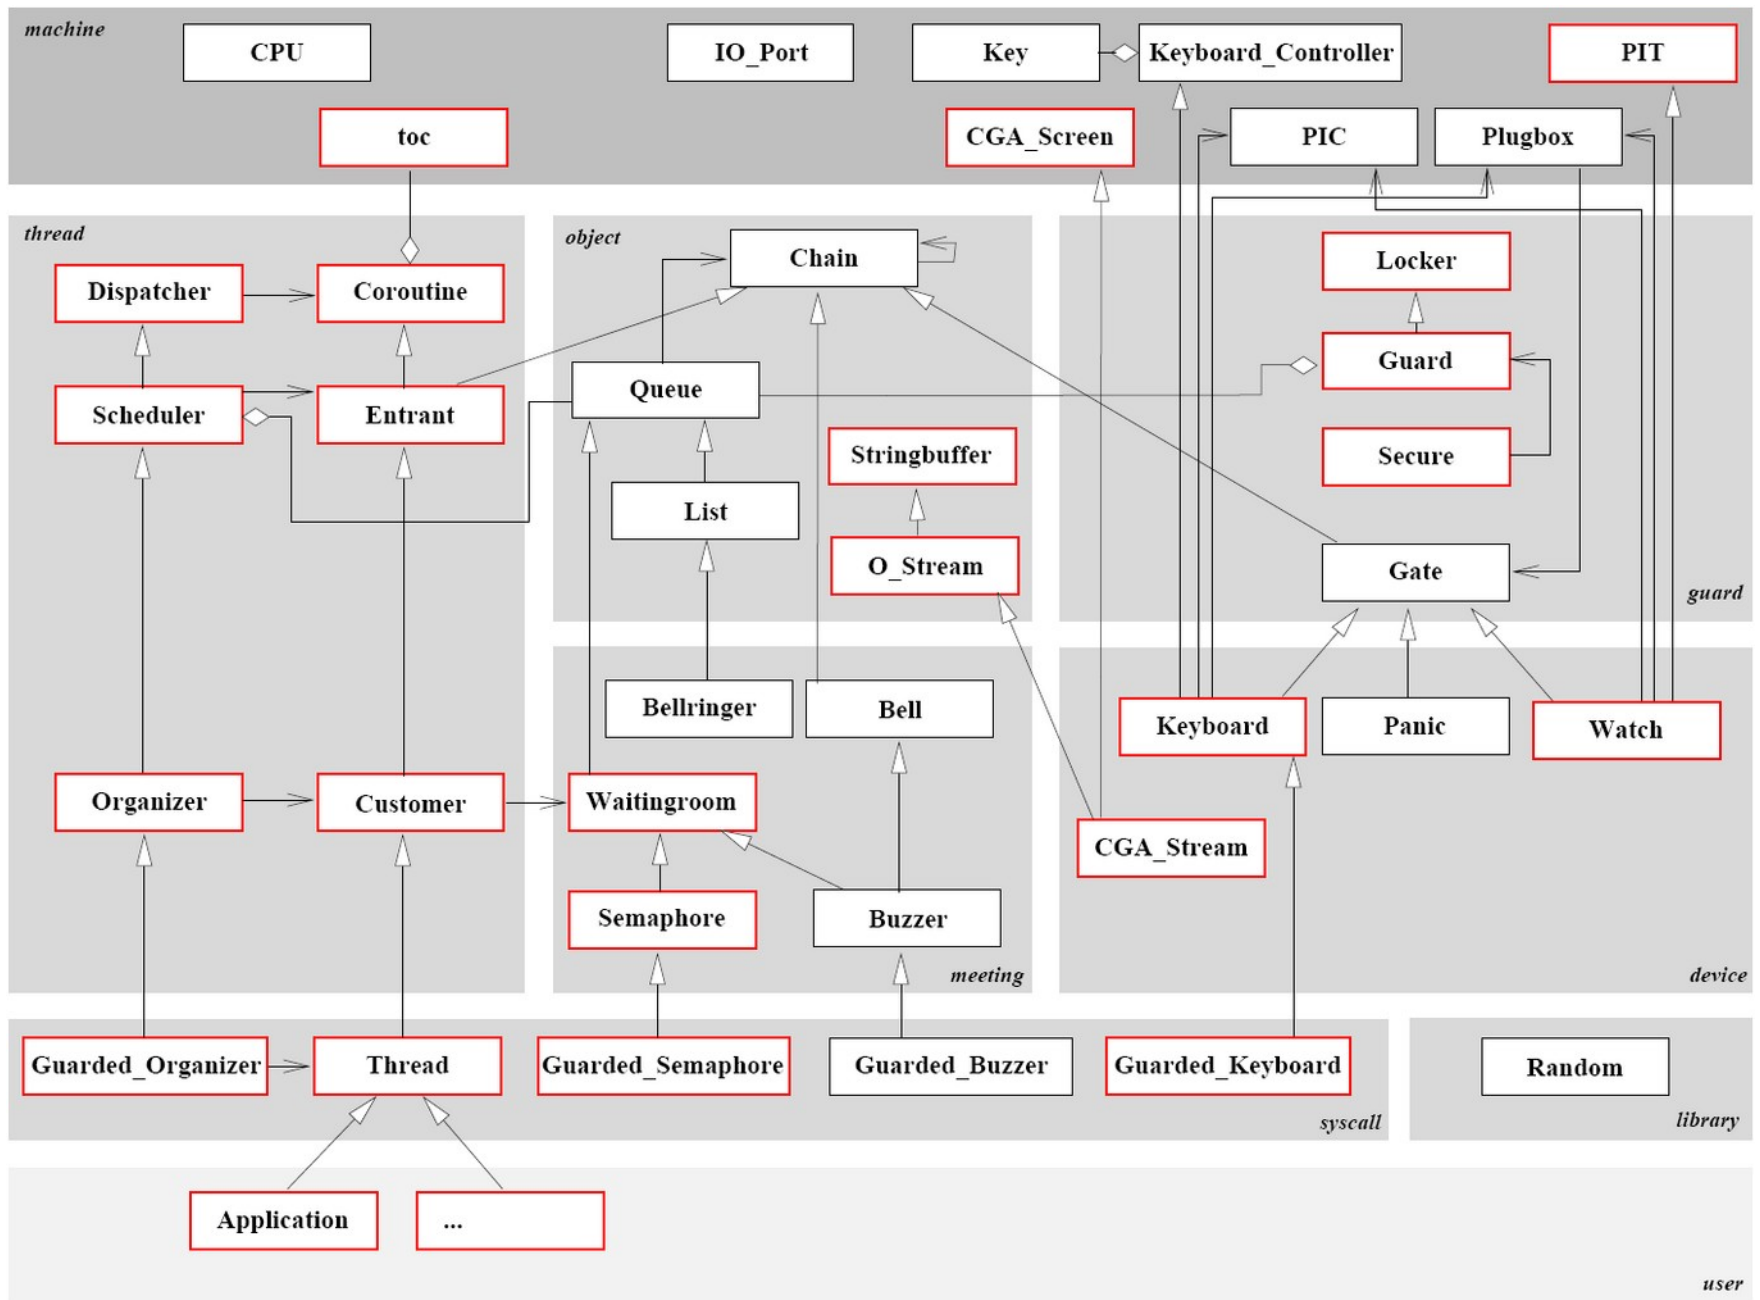 machine
CPU
IO_Port
Key
Keyboard_Controller
PIT
toc
CGA_Screen
PIC
Plugbox
thread
Dispatcher
Coroutine
Scheduler
Entrant
Organizer
Customer
object
Chain
Queue
Stringbuffer
List
O_Stream
Locker
Guard
Secure
Gate
guard
Bellringer
Bell
Waitingroom
Semaphore
Buzzer
meeting
Keyboard
Panic
Watch
CGA_Stream
device
Guarded_Organizer
Thread
Guarded_Semaphore
Guarded_Buzzer
Guarded_Keyboard
syscall
Random
library
Application
...
user